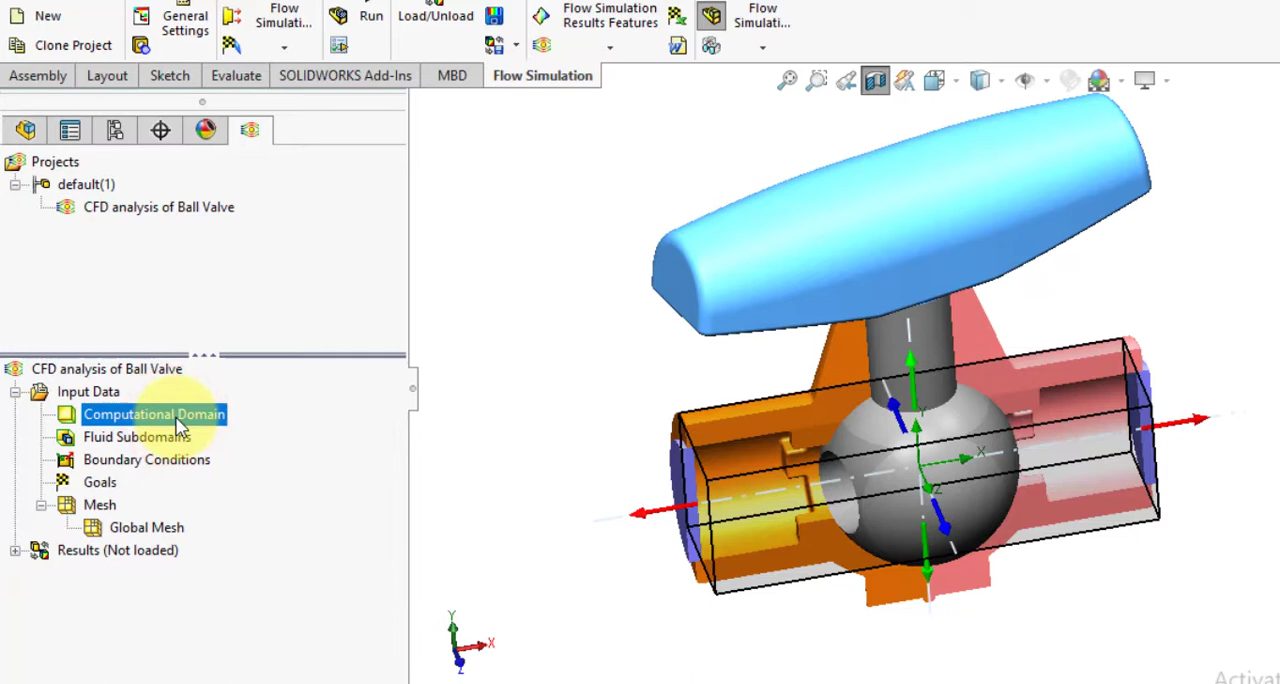 New
General
Settings
Flow
Simulati...
Run
Load/Unload
Flow Simulation
Results Features
Flow
Simulati...
Clone Project
Assembly
Layout
Sketch
Evaluate
SOLIDWORKS Add-Ins
MBD
Flow Simulation
Projects
default(1)
CFD analysis of Ball Valve
CFD analysis of Ball Valve
Input Data
Computational Domain
Fluid Subdomains
Boundary Conditions
Goals
Mesh
Global Mesh
Results (Not loaded)
Y
X
Z
Y
X
Z
Activat